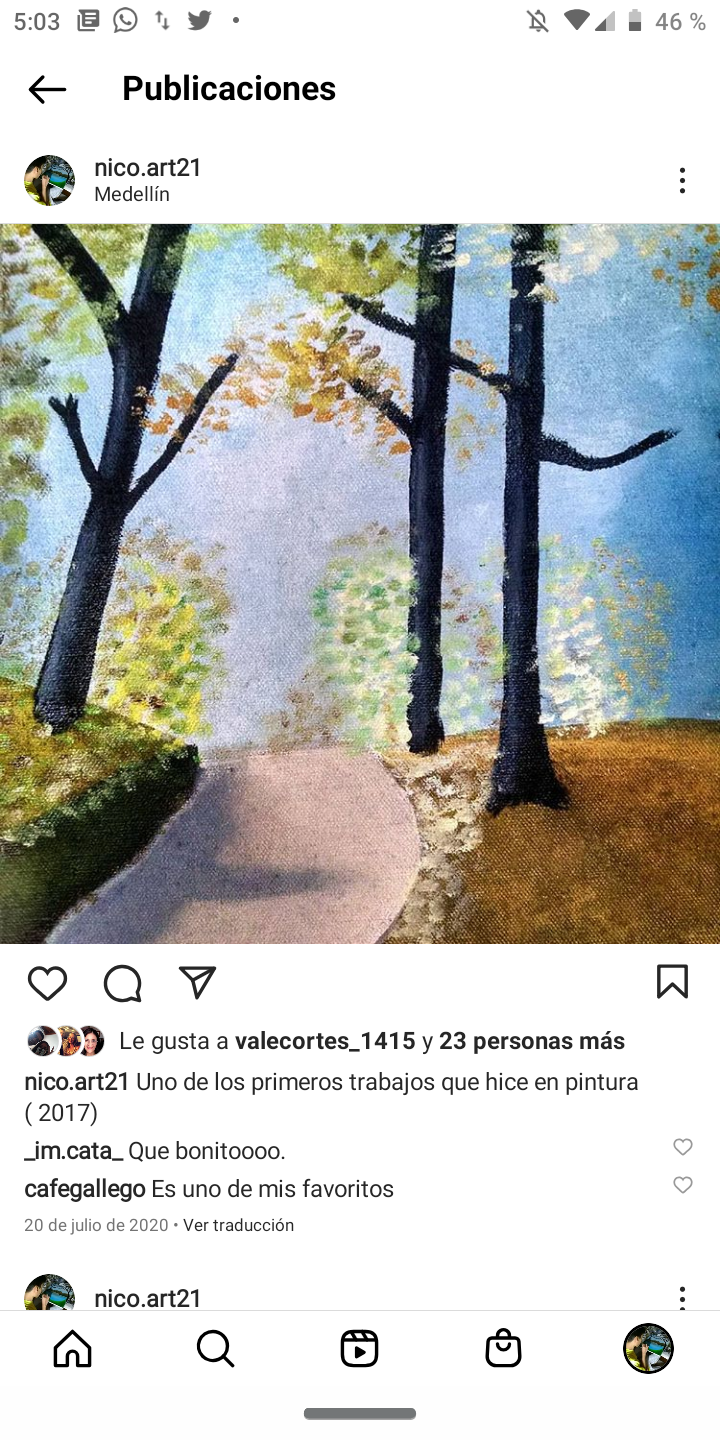 5:03
46 %
Publicaciones
nico.art21
Medellín
Le gusta a valecortes_1415 y 23 personas más
nico.art21 Uno de los primeros trabajos que hice en pintura
( 2017)
_im.cata_ Que bonitoooo.
cafegallego Es uno de mis favoritos
20 de julio de 2020 • Ver traducción
nico.art21